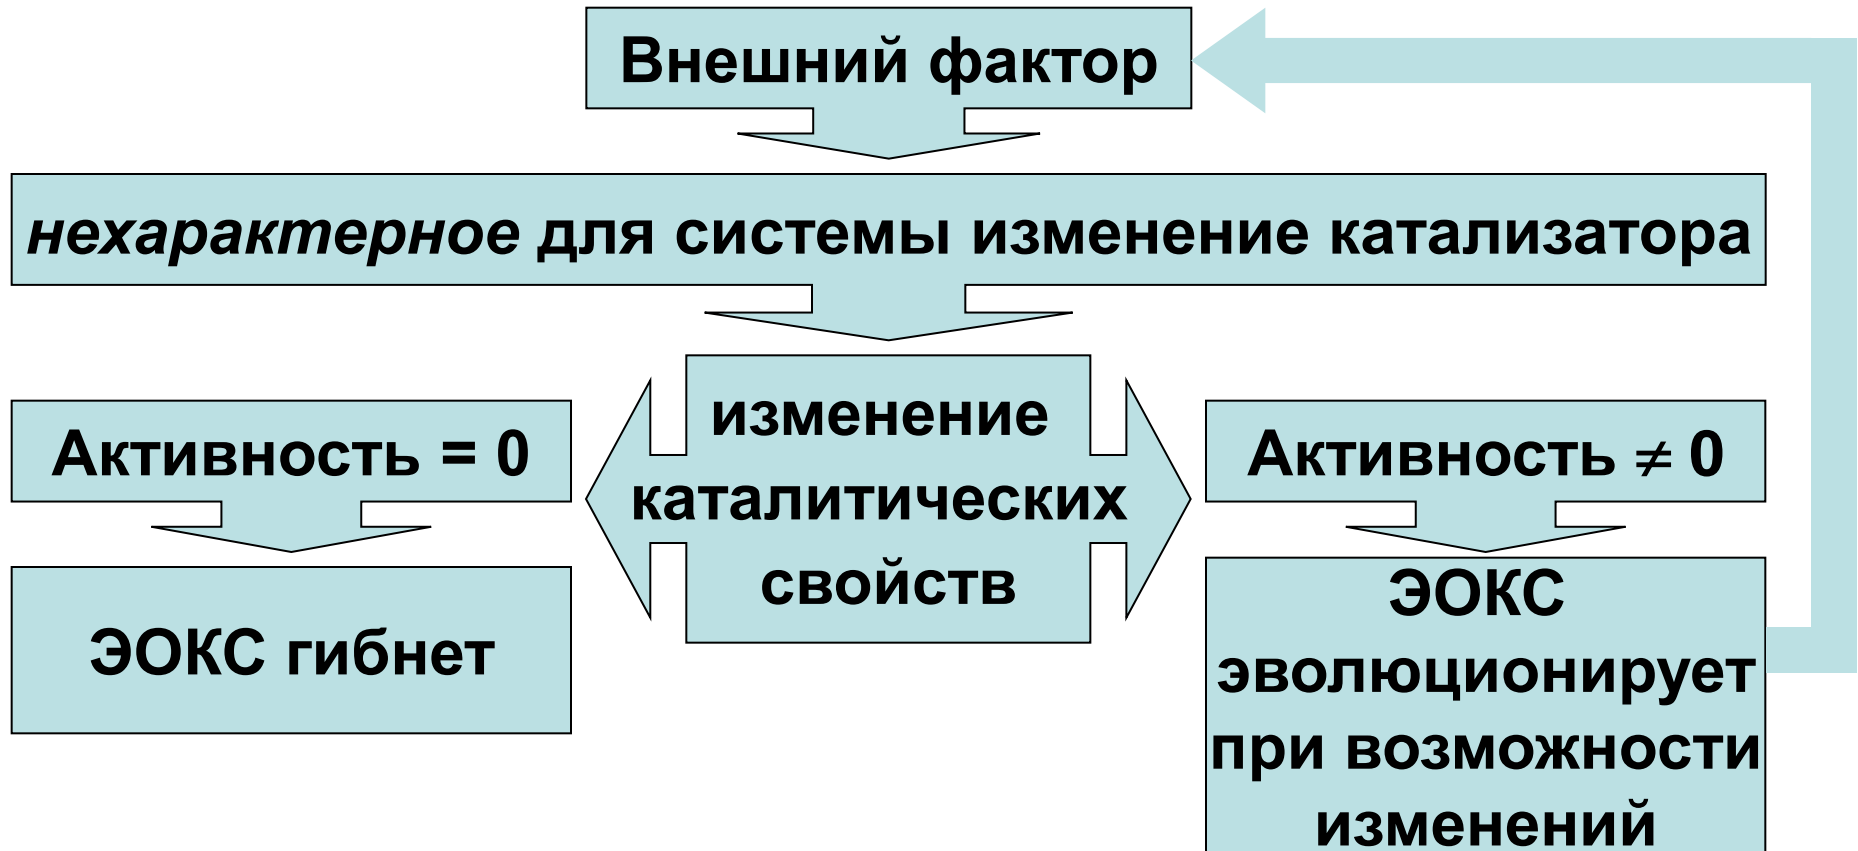 Внешний фактор
нехарактерное для системы изменение катализатора
изменение
каталитических
свойств
Активность = 0
ЭОКС гибнет
Активность ≠ 0
ЭОКС
эволюционирует
при возможности
изменений